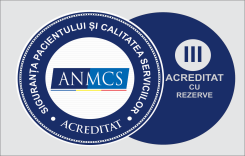 SIGURANȚA PACIENTULUI ȘI CALITATEA SERVICIILOR
ANMCS
• ACREDITAT •
III
ACREDITAT
CU
REZERVE